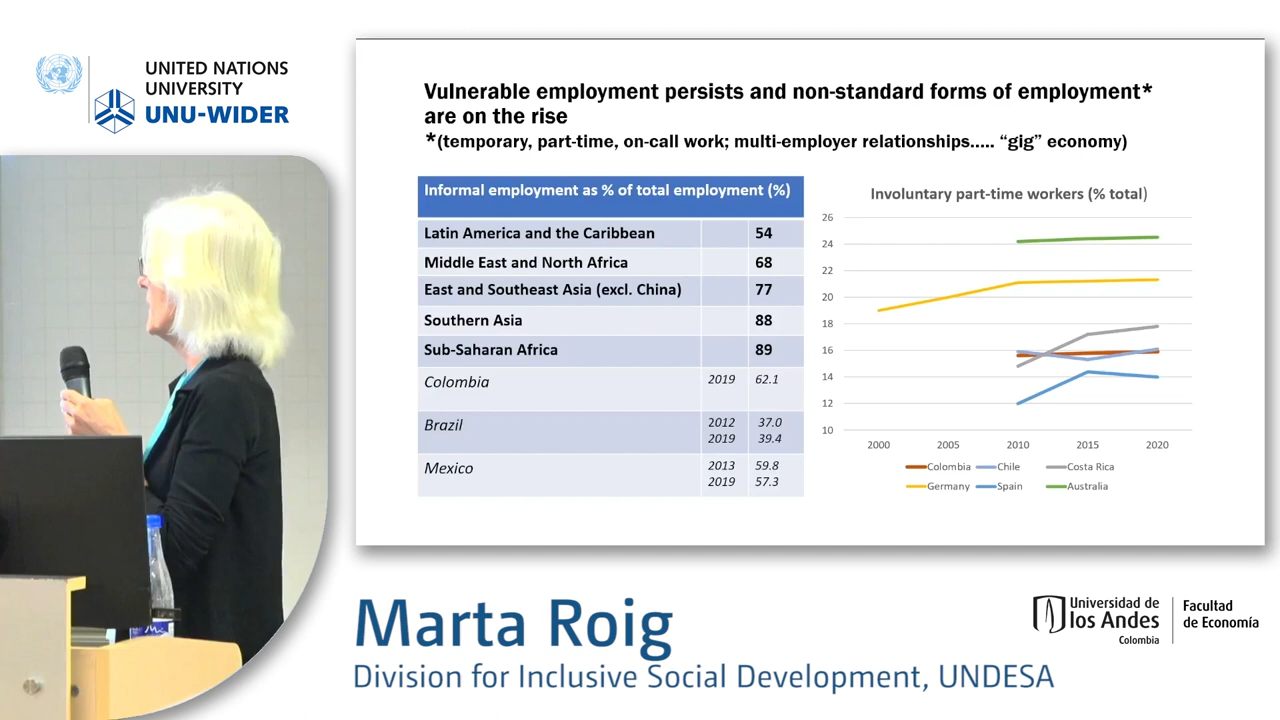 UNITED NATIONS
UNIVERSITY
UNU-WIDER
Vulnerable employment persists and non-standard forms of employment*
are on the rise
*(temporary, part-time, on-call work; multi-employer relationships..... “gig” economy)
Informal employment as % of total employment (%)
Latin America and the Caribbean 54
Middle East and North Africa 68
East and Southeast Asia (excl. China) 77
Southern Asia 88
Sub-Saharan Africa 89
Colombia 2019 62.1
Brazil 2012 37.0
2019 39.4
Mexico 2013 59.8
2019 57.3
Involuntary part-time workers (% total)
26
24
22
20
18
16
14
12
10
2000 2005 2010 2015 2020
Colombia Chile Costa Rica
Germany Spain Australia
Marta Roig
Division for Inclusive Social Development, UNDESA
Universidad de
los Andes
Colombia
Facultad
de Economía